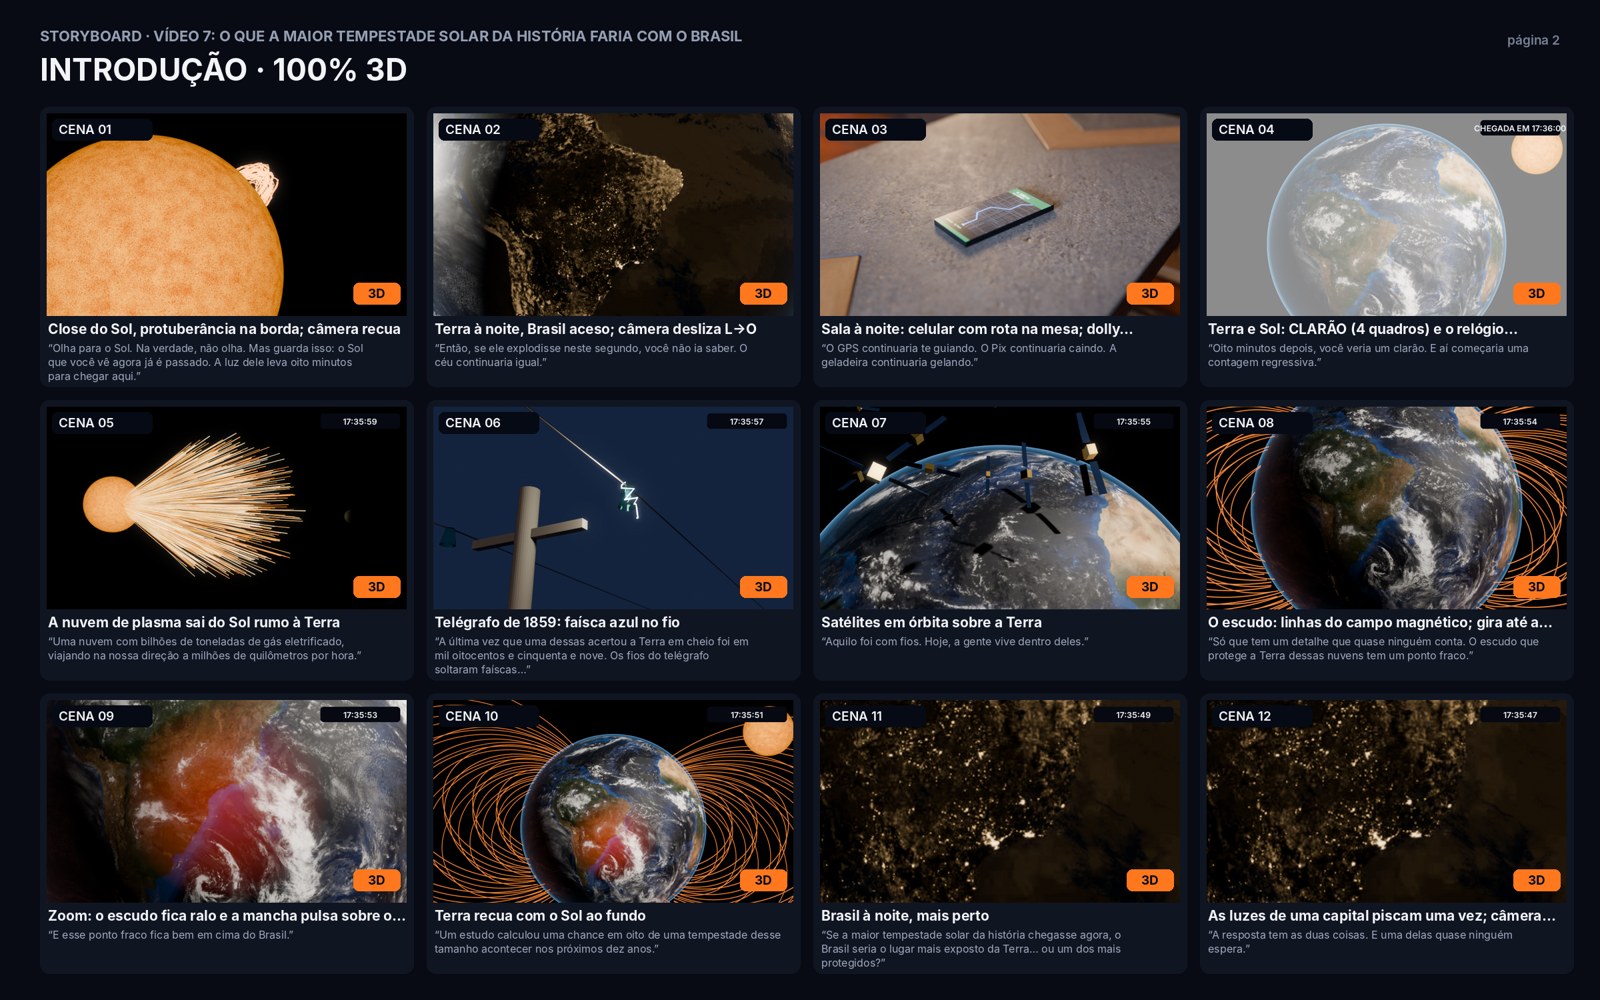 STORYBOARD · VÍDEO 7: O QUE A MAIOR TEMPESTADE SOLAR DA HISTÓRIA FARIA COM O BRASIL
página 2
INTRODUÇÃO · 100% 3D
CENA 01
3D
Close do Sol, protuberância na borda; câmera recua
“Olha para o Sol. Na verdade, não olha. Mas guarda isso: o Sol
que você vê agora já é passado. A luz dele leva oito minutos
para chegar aqui.”
CENA 02
3D
Terra à noite, Brasil aceso; câmera desliza L→O
“Então, se ele explodisse neste segundo, você não ia saber. O
céu continuaria igual.”
CENA 03
3D
Sala à noite: celular com rota na mesa; dolly...
“O GPS continuaria te guiando. O Pix continuaria caindo. A
geladeira continuaria gelando.”
CENA 04
CHEGADA EM 17:36:00
3D
Terra e Sol: CLARÃO (4 quadros) e o relógio...
“Oito minutos depois, você veria um clarão. E aí começaria uma
contagem regressiva.”
CENA 05
17:35:59
3D
A nuvem de plasma sai do Sol rumo à Terra
“Uma nuvem com bilhões de toneladas de gás eletrificado,
viajando na nossa direção a milhões de quilômetros por hora.”
CENA 06
17:35:57
3D
Telégrafo de 1859: faísca azul no fio
“A última vez que uma dessas acertou a Terra em cheio foi em
mil oitocentos e cinquenta e nove. Os fios do telégrafo
soltaram faíscas...”
CENA 07
17:35:55
3D
Satélites em órbita sobre a Terra
“Aquilo foi com fios. Hoje, a gente vive dentro deles.”
CENA 08
17:35:54
3D
O escudo: linhas do campo magnético; gira até a...
“Só que tem um detalhe que quase ninguém conta. O escudo que
protege a Terra dessas nuvens tem um ponto fraco.”
CENA 09
17:35:53
3D
Zoom: o escudo fica ralo e a mancha pulsa sobre o...
“E esse ponto fraco fica bem em cima do Brasil.”
CENA 10
17:35:51
3D
Terra recua com o Sol ao fundo
“Um estudo calculou uma chance em oito de uma tempestade desse
tamanho acontecer nos próximos dez anos.”
CENA 11
17:35:49
3D
Brasil à noite, mais perto
“Se a maior tempestade solar da história chegasse agora, o
Brasil seria o lugar mais exposto da Terra... ou um dos mais
protegidos?”
CENA 12
17:35:47
3D
As luzes de uma capital piscam uma vez; câmera...
“A resposta tem as duas coisas. E uma delas quase ninguém
espera.”